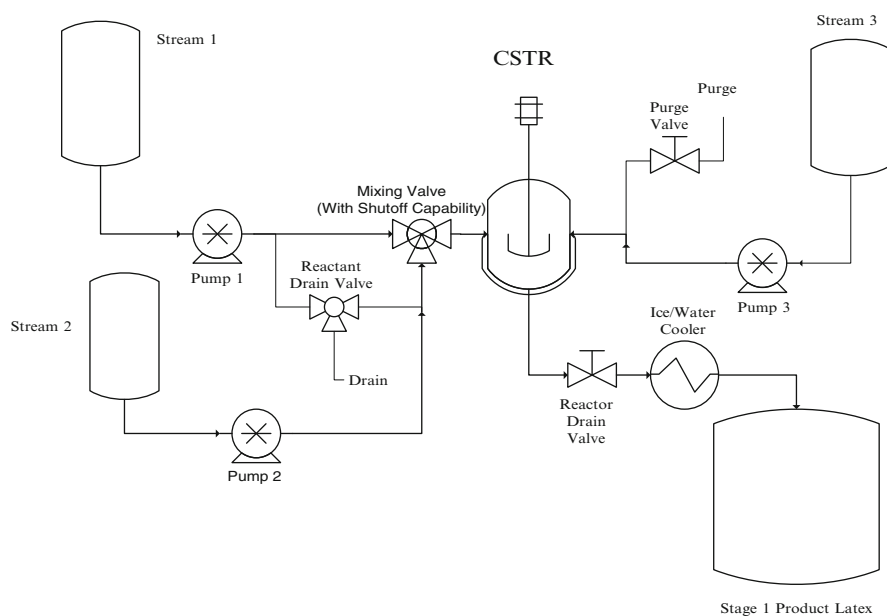 Stream 1
Stream 3
CSTR
Purge
Purge
Valve
Mixing Valve
(With Shutoff Capability)
Pump 1
Reactant
Drain Valve
Pump 3
Stream 2
Ice/Water
Cooler
Drain
Reactor
Drain
Valve
Pump 2
Stage 1 Product Latex